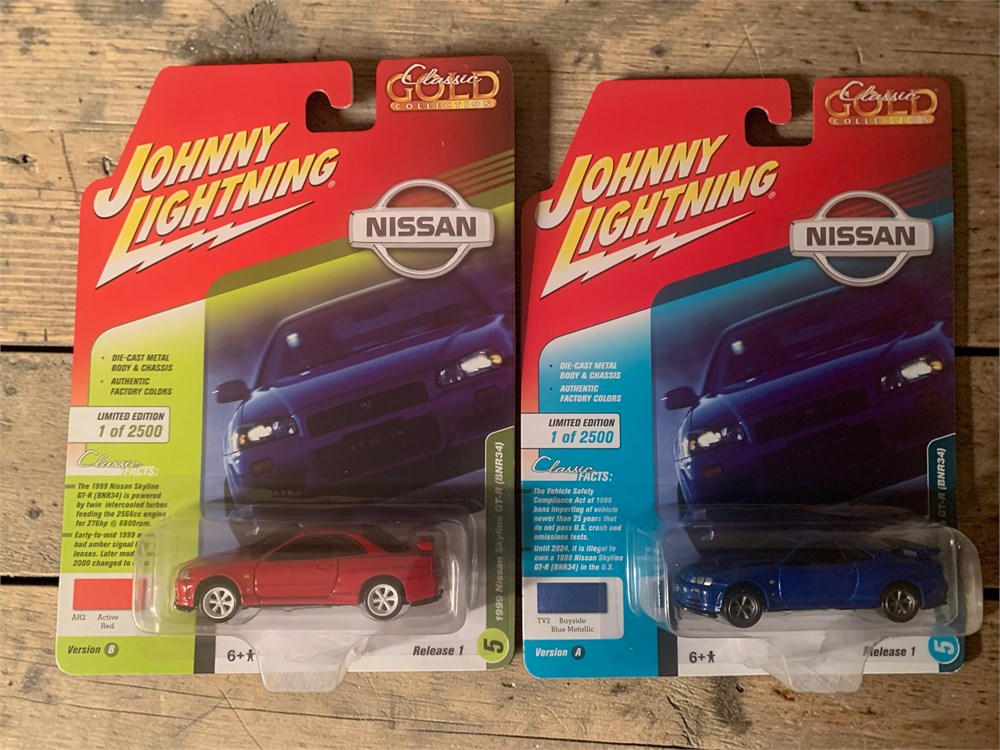 Classic
GOLD
COLLECTION
JOHNNY
LIGHTNING®
NISSAN
• DIE-CAST METAL
BODY & CHASSIS
• AUTHENTIC
FACTORY COLORS
LIMITED EDITION
1 of 2500
Classic
FACTS:
The 1999 Nissan Skyline
GT-R (BNR34) is powered
by twin intercooled turbos
feeding the 2568cc engine
for 276hp @ 6800rpm.
Early-to-mid 1999
had amber signal
lenses. Later
2000 changed to
AR2 Active
Red
Version B
6+
Release 1
5
1999 Nissan Skyline GT-R (BNR34)
Classic
GOLD
COLLECTION
JOHNNY
LIGHTNING®
NISSAN
• DIE-CAST METAL
BODY & CHASSIS
• AUTHENTIC
FACTORY COLORS
LIMITED EDITION
1 of 2500
Classic
FACTS:
The Vehicle Safety
Compliance Act of 1988
bans importing of vehicle
newer than 25 years that
do not pass U.S. crash and
emissions tests.
Until 2024, it is illegal to
own a 1999 Nissan Skyline
GT-R (BNR34) in the U.S.
TV2 Bayside
Blue Metallic
Version A
6+
Release 1
5
GT-R (BNR34)